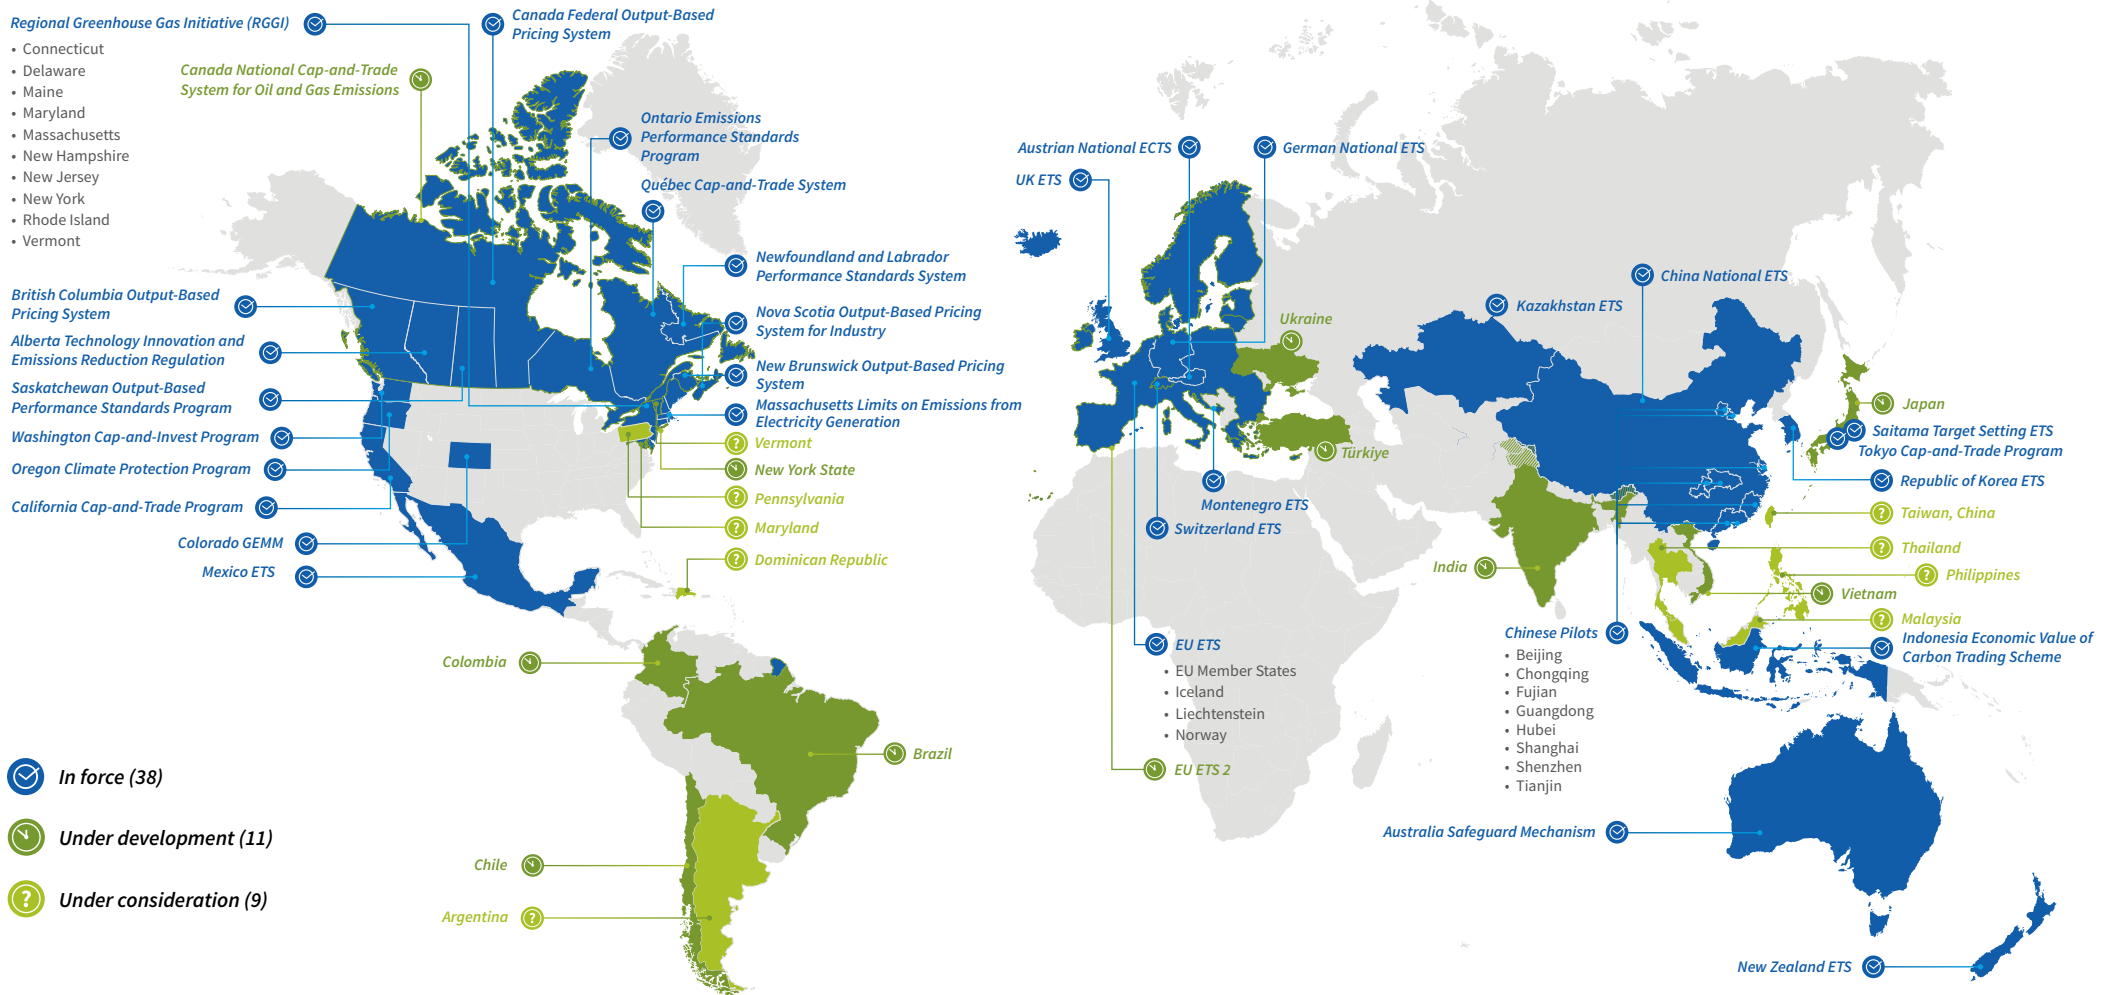 Regional Greenhouse Gas Initiative (RGGI)
• Connecticut
• Delaware
• Maine
• Maryland
• Massachusetts
• New Hampshire
• New Jersey
• New York
• Rhode Island
• Vermont
Canada National Cap-and-Trade
System for Oil and Gas Emissions
Canada Federal Output-Based
Pricing System
Ontario Emissions
Performance Standards
Program
Québec Cap-and-Trade System
Newfoundland and Labrador
Performance Standards System
Nova Scotia Output-Based Pricing
System for Industry
New Brunswick Output-Based Pricing
System
Massachusetts Limits on Emissions from
Electricity Generation
? Vermont
New York State
? Pennsylvania
? Maryland
? Dominican Republic
British Columbia Output-Based
Pricing System
Alberta Technology Innovation and
Emissions Reduction Regulation
Saskatchewan Output-Based
Performance Standards Program
Washington Cap-and-Invest Program
Oregon Climate Protection Program
California Cap-and-Trade Program
Colorado GEMM
Mexico ETS
Colombia
Brazil
Chile
Argentina ?
In force (38)
Under development (11)
? Under consideration (9)
Austrian National ECTS
German National ETS
UK ETS
Ukraine
Türkiye
Montenegro ETS
Switzerland ETS
EU ETS
• EU Member States
• Iceland
• Liechtenstein
• Norway
EU ETS 2
Kazakhstan ETS
China National ETS
Japan
Saitama Target Setting ETS
Tokyo Cap-and-Trade Program
Republic of Korea ETS
? Taiwan, China
? Thailand
? Philippines
Vietnam
? Malaysia
Indonesia Economic Value of
Carbon Trading Scheme
India
Chinese Pilots
• Beijing
• Chongqing
• Fujian
• Guangdong
• Hubei
• Shanghai
• Shenzhen
• Tianjin
Australia Safeguard Mechanism
New Zealand ETS